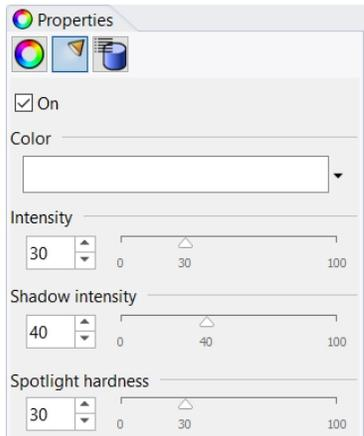 Properties
On
Color
Intensity
30
0 30 100
Shadow intensity
40
0 40 100
Spotlight hardness
30
0 30 100